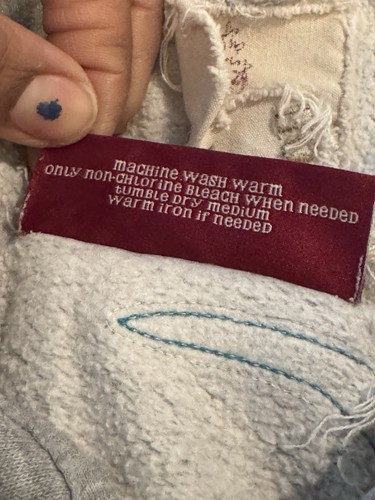 machine wash warm
only non-chlorine bleach when needed
tumble dry medium
warm iron if needed